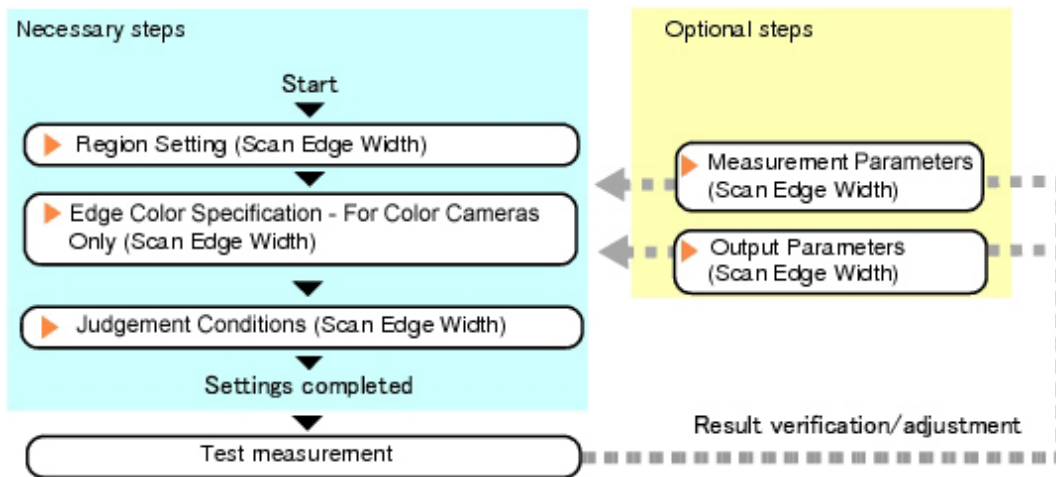 Necessary steps
Start
Region Setting (Scan Edge Width)
Edge Color Specification - For Color Cameras
Only (Scan Edge Width)
Judgement Conditions (Scan Edge Width)
Settings completed
Test measurement
Optional steps
Measurement Parameters
(Scan Edge Width)
Output Parameters
(Scan Edge Width)
Result verification/adjustment